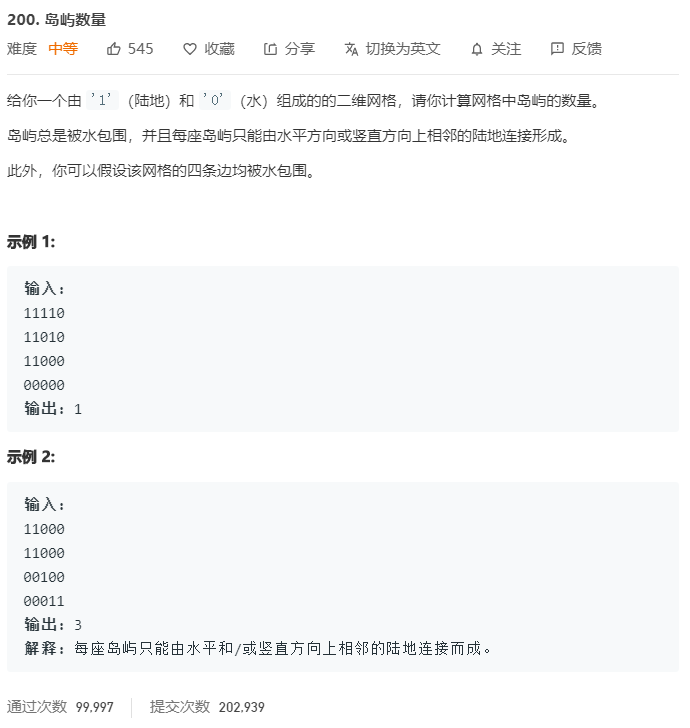 200. 岛屿数量
难度 中等 545 收藏 分享 切换为英文 关注 反馈
给你一个由 '1' （陆地）和 '0' （水）组成的的二维网格，请你计算网格中岛屿的数量。
岛屿总是被水包围，并且每座岛屿只能由水平方向或竖直方向上相邻的陆地连接形成。
此外，你可以假设该网格的四条边均被水包围。
示例 1:
输入:
11110
11010
11000
00000
输出: 1
示例 2:
输入:
11000
11000
00100
00011
输出: 3
解释: 每座岛屿只能由水平和/或竖直方向上相邻的陆地连接而成。
通过次数 99,997 提交次数 202,939